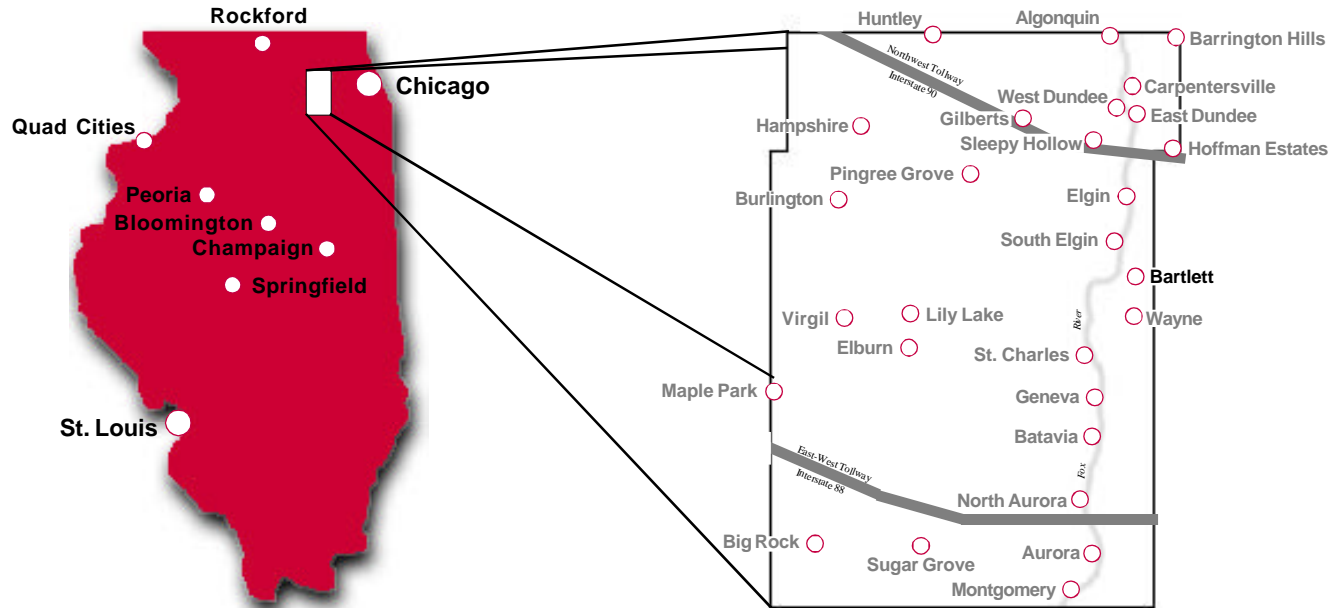 Rockford
Chicago
Quad Cities
Peoria
Bloomington
Champaign
Springfield
St. Louis
Huntley
Algonquin
Barrington Hills
Northwest Tollway
Interstate 90
Carpentersville
West Dundee
East Dundee
Gilberts
Hampshire
Sleepy Hollow
Hoffman Estates
Pingree Grove
Burlington
Elgin
South Elgin
Bartlett
Virgil
Lily Lake
River
Wayne
Elburn
St. Charles
Maple Park
Geneva
Batavia
East-West Tollway
Interstate 88
Fox
North Aurora
Big Rock
Sugar Grove
Aurora
Montgomery